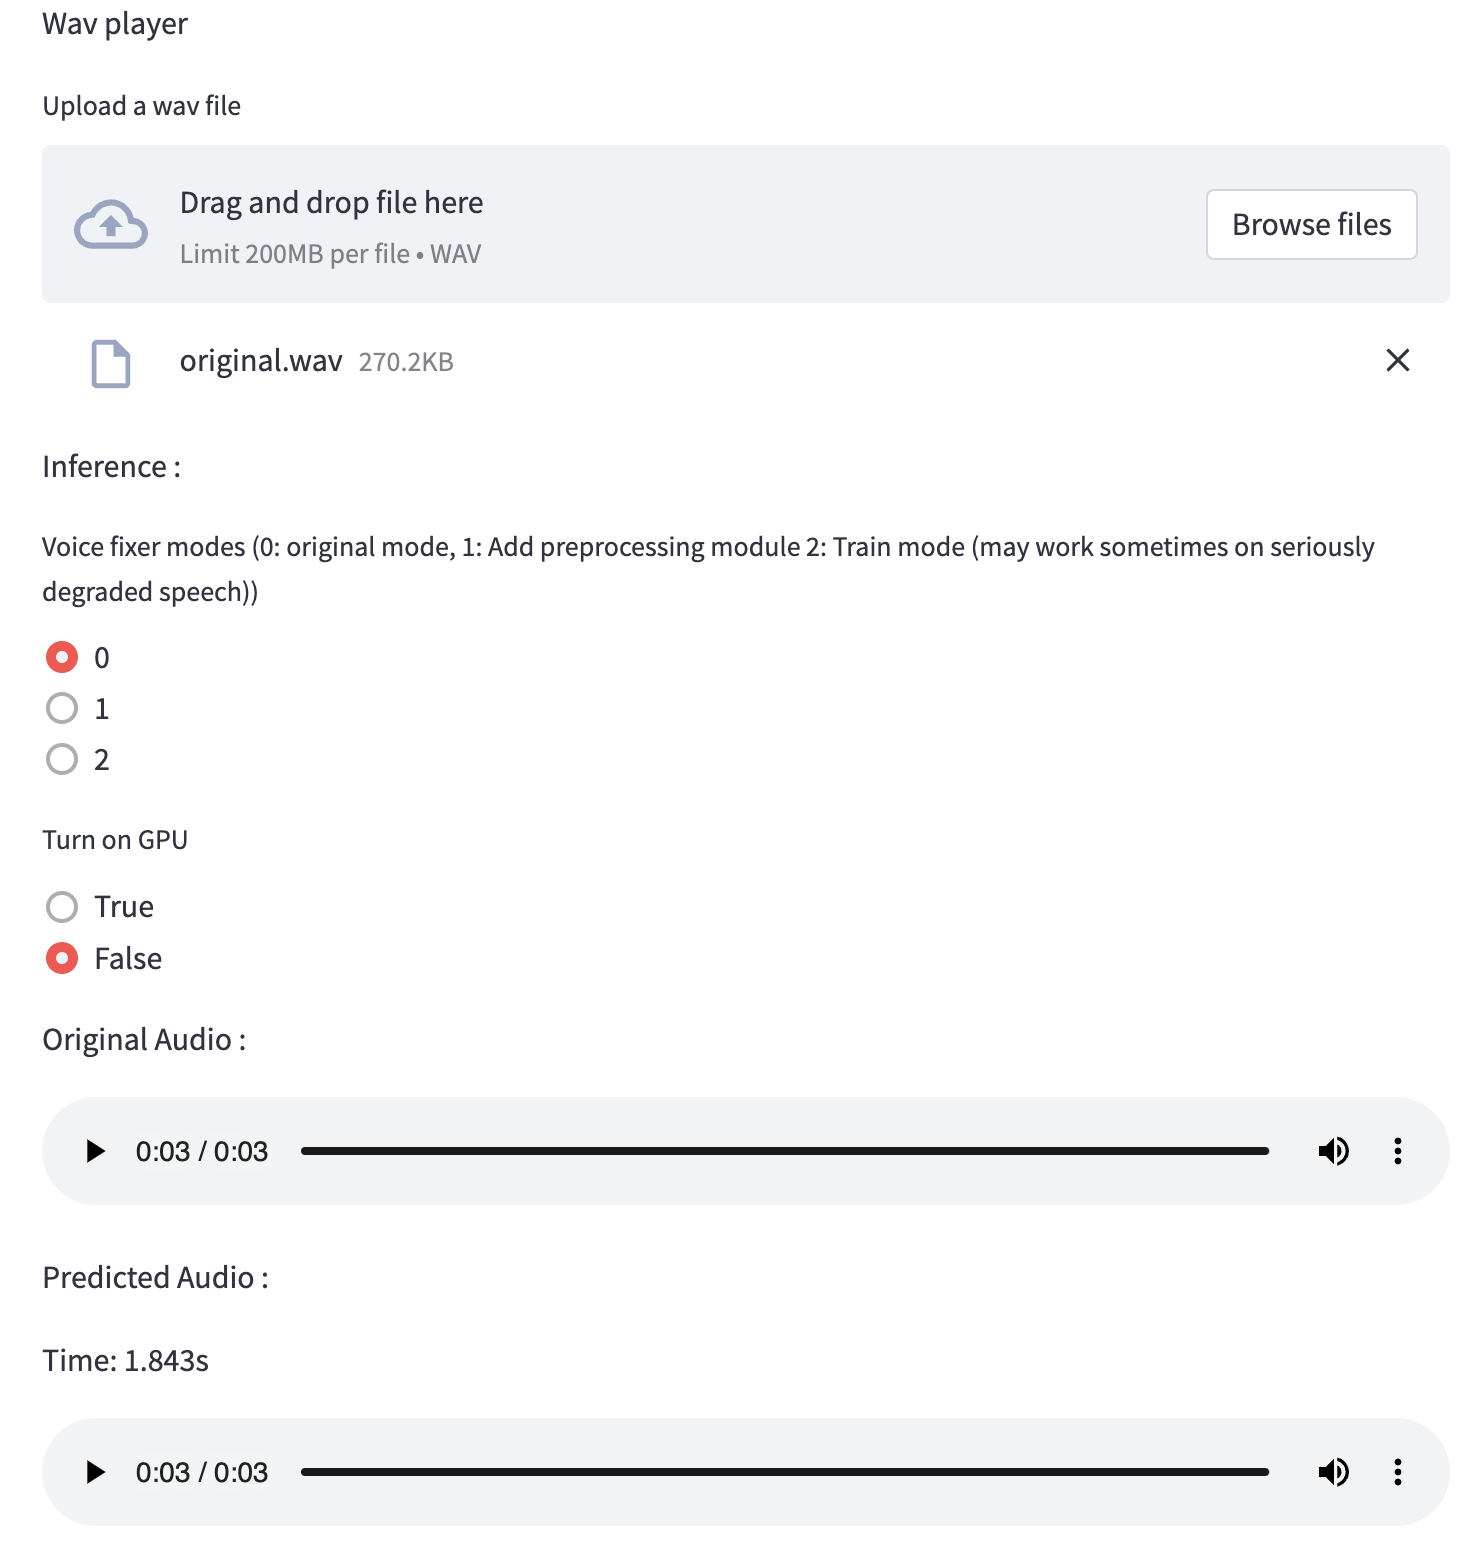 Wav player
Upload a wav file
Drag and drop file here
Limit 200MB per file • WAV
Browse files
original.wav 270.2KB
Inference :
Voice fixer modes (0: original mode, 1: Add preprocessing module 2: Train mode (may work sometimes on seriously
degraded speech))
0
1
2
Turn on GPU
True
False
Original Audio :
0:03 / 0:03
Predicted Audio :
Time: 1.843s
0:03 / 0:03